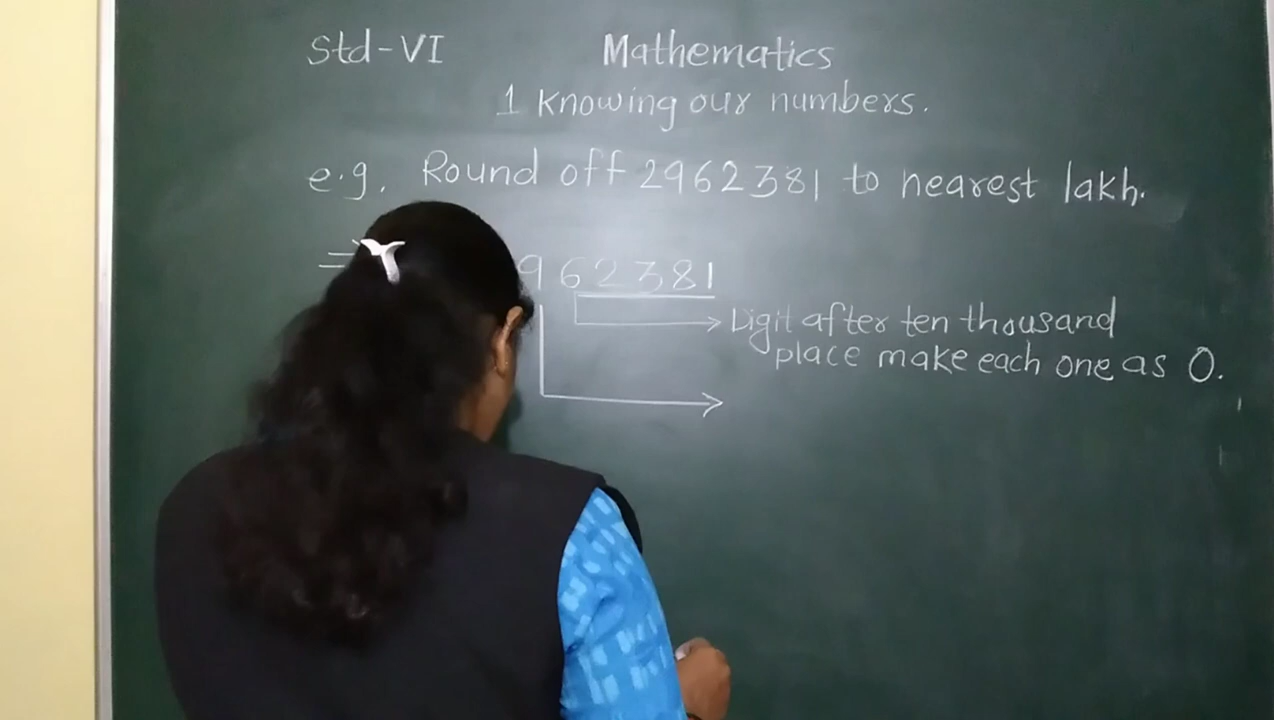 Std-VI Mathematics
1 Knowing our numbers.
e.g. Round off 2962381 to nearest lakh.
= 962381
Digit after ten thousand
place make each one as 0.